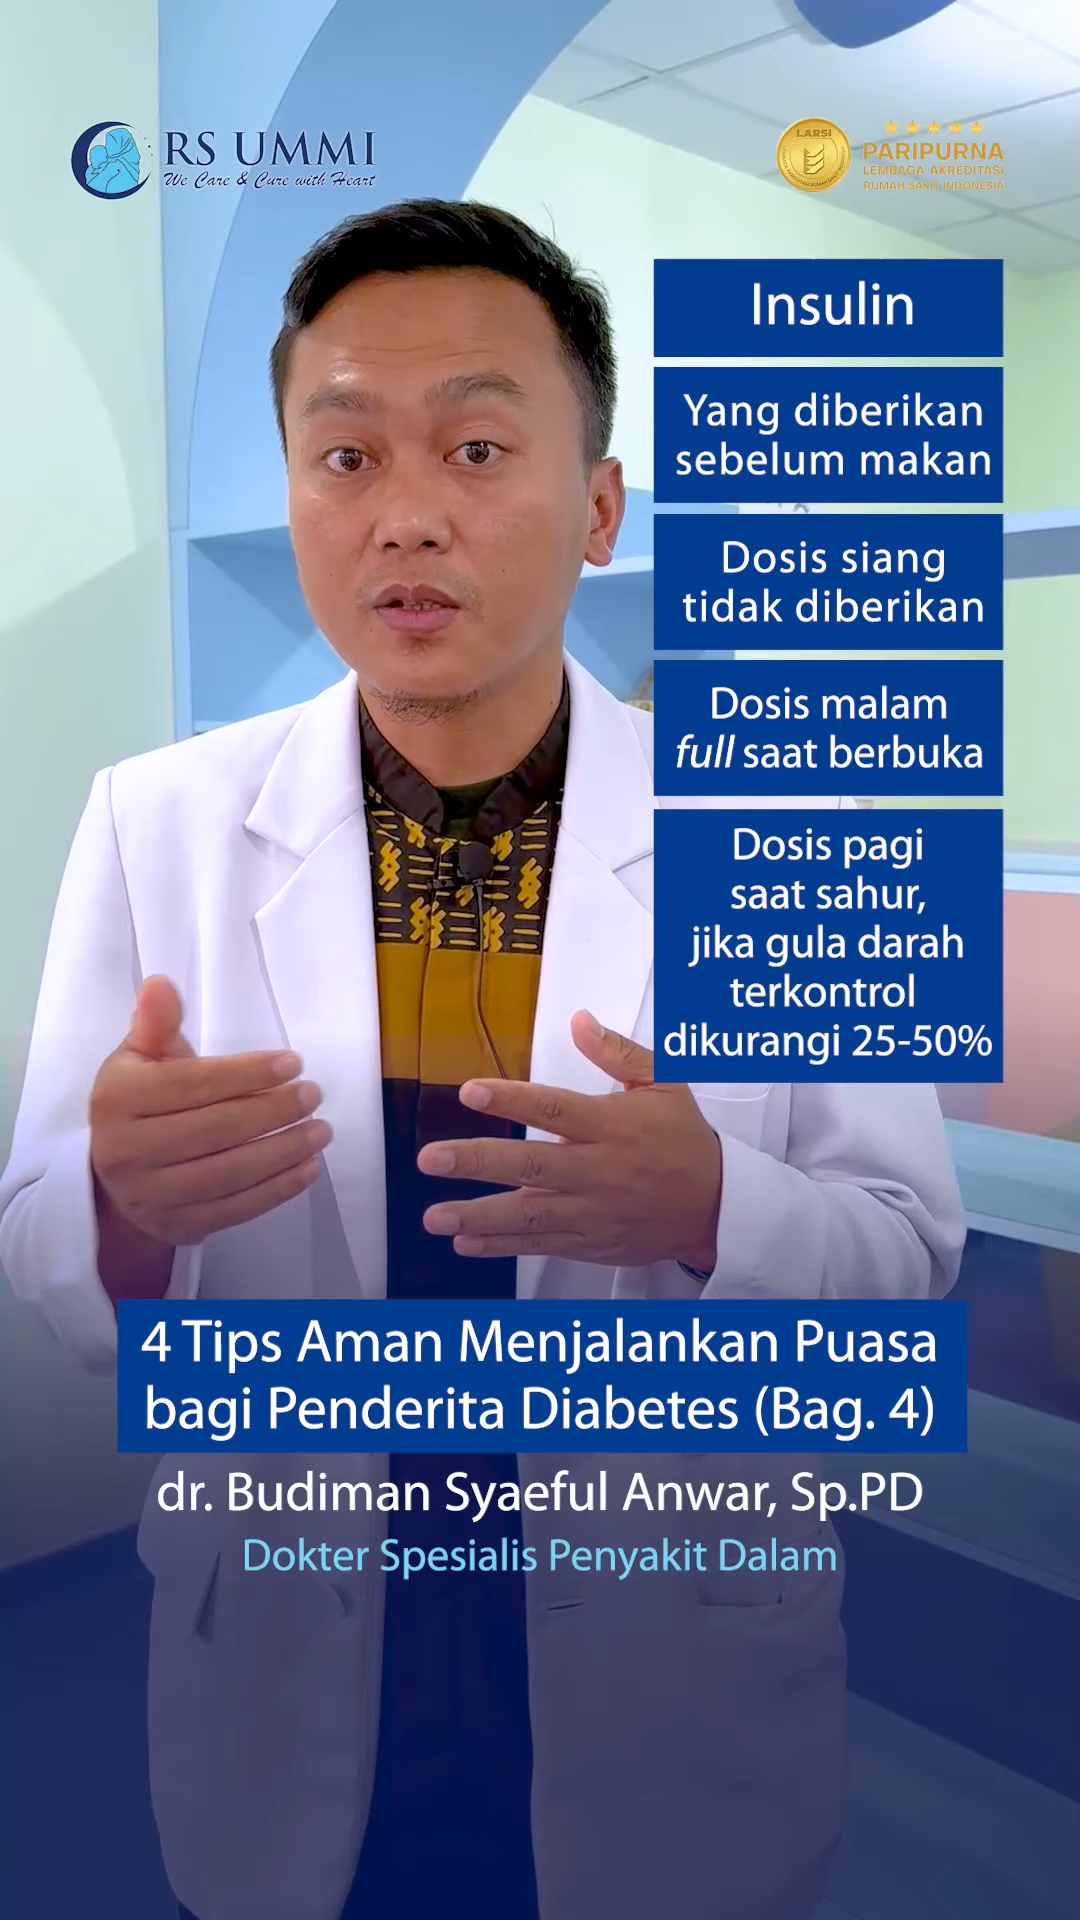 RS UMMI
We Care & Cure with Heart
LARSI
PARIPURNA
LEMBAGA AKREDITASI
RUMAH SAKIT INDONESIA
Insulin
Yang diberikan
sebelum makan
Dosis siang
tidak diberikan
Dosis malam
full saat berbuka
Dosis pagi
saat sahur,
jika gula darah
terkontrol
dikurangi 25-50%
4 Tips Aman Menjalankan Puasa
bagi Penderita Diabetes (Bag. 4)
dr. Budiman Syaeful Anwar, Sp.PD
Dokter Spesialis Penyakit Dalam